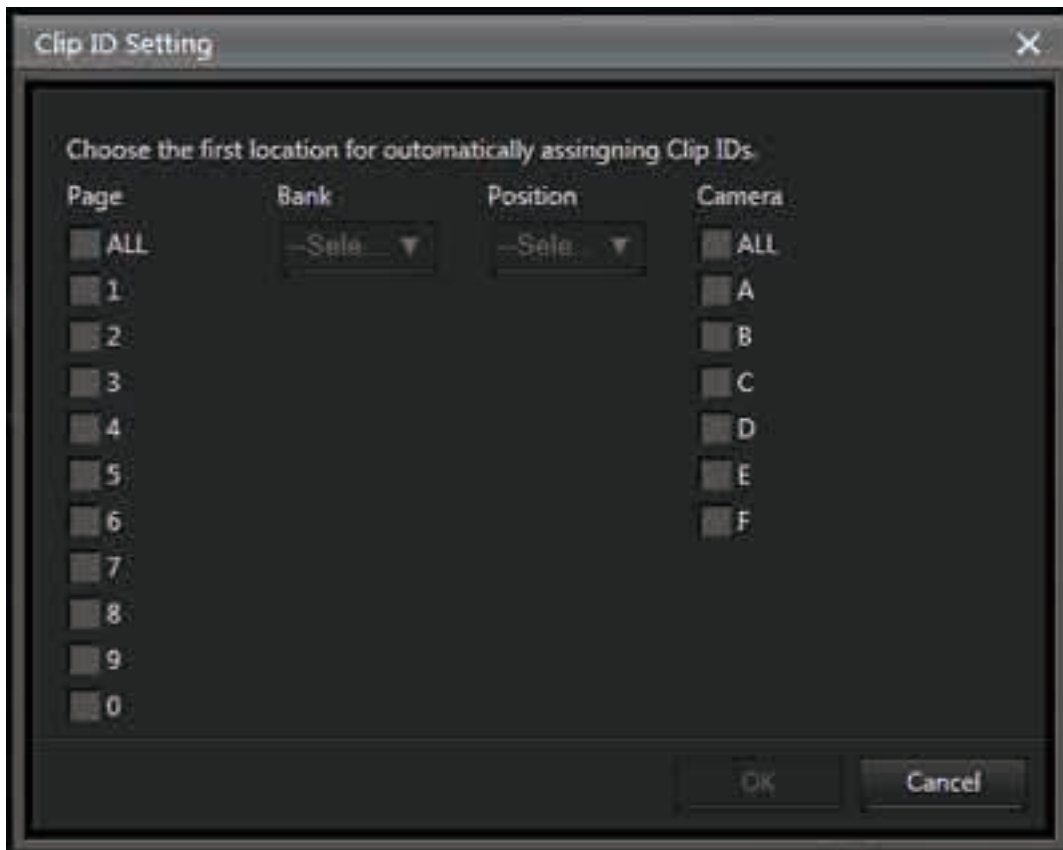 Clip ID Setting
Choose the first location for automatically assingning Clip IDs.
Page Bank Position Camera
ALL --Sele... ▼ --Sele... ▼ ALL
1 A
2 B
3 C
4 D
5 E
6 F
7
8
9
0
OK Cancel